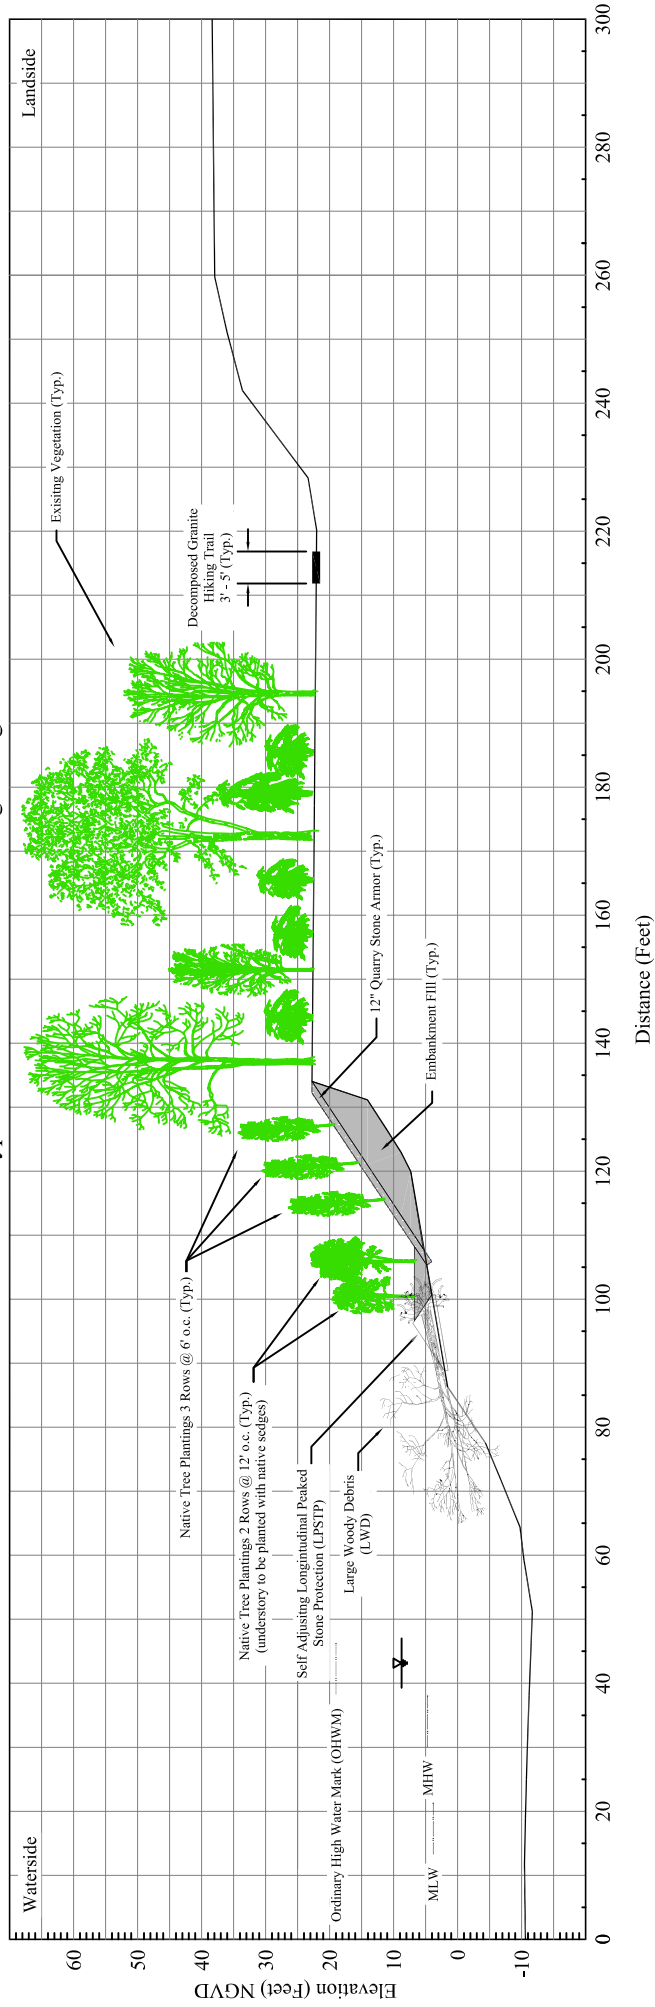 Waterside
Landside
Exisitng Vegetation (Typ.)
Decomposed Granite
Hiking Trail
3' - 5' (Typ.)
Native Tree Plantings 3 Rows @ 6' o.c. (Typ.)
Native Tree Plantings 2 Rows @ 12' o.c. (Typ.)
(understory to be planted with native sedges)
Self Adjusitng Longintudinal Peaked
Stone Protection (LPSTP)
Large Woody Debris
(LWD)
Ordinary High Water Mark (OHWM)
MHW
MLW
12" Quarry Stone Armor (Typ.)
Embankment FIll (Typ.)
Elevation (Feet) NGVD
60
50
40
30
20
10
0
-10
0
20
40
60
80
100
120
140
160
180
200
220
240
260
280
300
Distance (Feet)